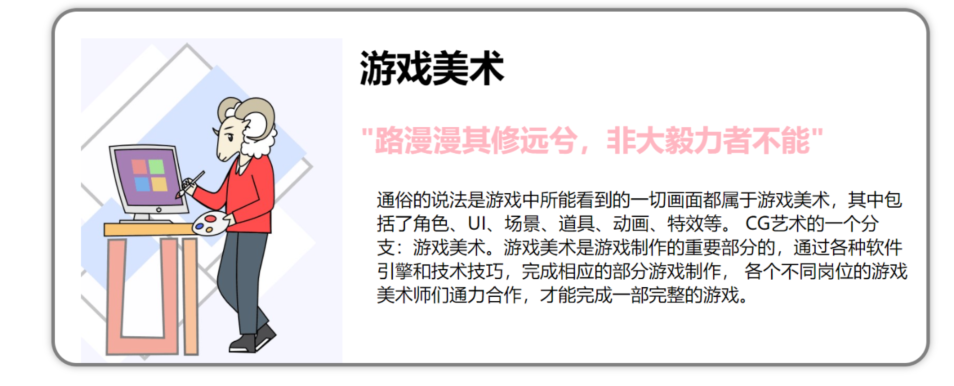 游戏美术
"路漫漫其修远兮，非大毅力者不能"
通俗的说法是游戏中所能看到的一切画面都属于游戏美术，其中包
括了角色、UI、场景、道具、动画、特效等。 CG艺术的一个分
支：游戏美术。游戏美术是游戏制作的重要部分的，通过各种软件
引擎和技术技巧，完成相应的部分游戏制作， 各个不同岗位的游戏
美术师们通力合作，才能完成一部完整的游戏。